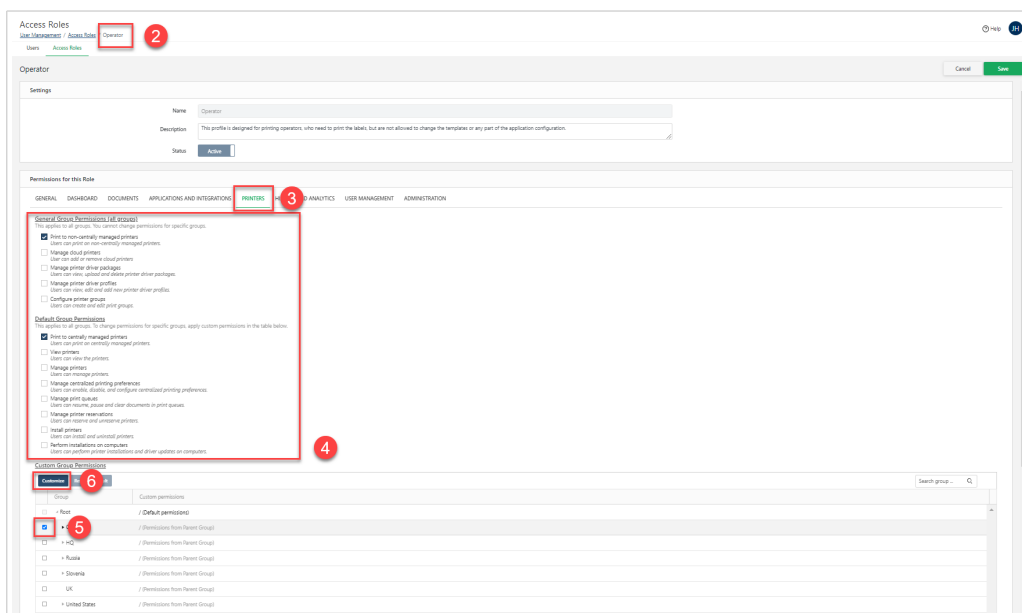 Access Roles
User Management / Access Roles / Operator
2
Help
JH
Users Access Roles
Operator
Cancel Save
Settings
Name Operator
Description This profile is designed for printing operators, who need to print the labels, but are not allowed to change the templates or any part of the application configuration.
Status Active
Permissions for this Role
GENERAL DASHBOARD DOCUMENTS APPLICATIONS AND INTEGRATIONS PRINTERS 3 ANALYTICS USER MANAGEMENT ADMINISTRATION
General Group Permissions (all groups)
This applies to all groups. You cannot change permissions for specific groups.
Print to non-centrally managed printers
Users can print on non-centrally managed printers.
Manage cloud printers
User can add or remove cloud printers
Manage printer driver packages
Users can view, upload and delete printer driver packages.
Manage printer driver profiles
Users can view, edit and add new printer driver profiles.
Configure printer groups
Users can create and edit print groups.
Default Group Permissions
This applies to all groups. To change permissions for specific groups, apply custom permissions in the table below.
Print to centrally managed printers
Users can print on centrally managed printers.
View printers
Users can view the printers.
Manage printers
Users can manage printers.
Manage centralized printing preferences
Users can enable, disable, and configure centralized printing preferences.
Manage print queues
Users can resume, pause and clear documents in print queues.
Manage printer reservations
Users can reserve and unreserve printers.
Install printers
Users can install and uninstall printers.
Perform installations on computers
Users can perform printer installations and driver updates on computers.
4
Custom Group Permissions
Customize 6 Search group ...
Group Custom permissions
Root / (Default permissions)
5 / (Permissions from Parent Group)
HQ / (Permissions from Parent Group)
Russia / (Permissions from Parent Group)
Slovenia / (Permissions from Parent Group)
UK / (Permissions from Parent Group)
United States / (Permissions from Parent Group)